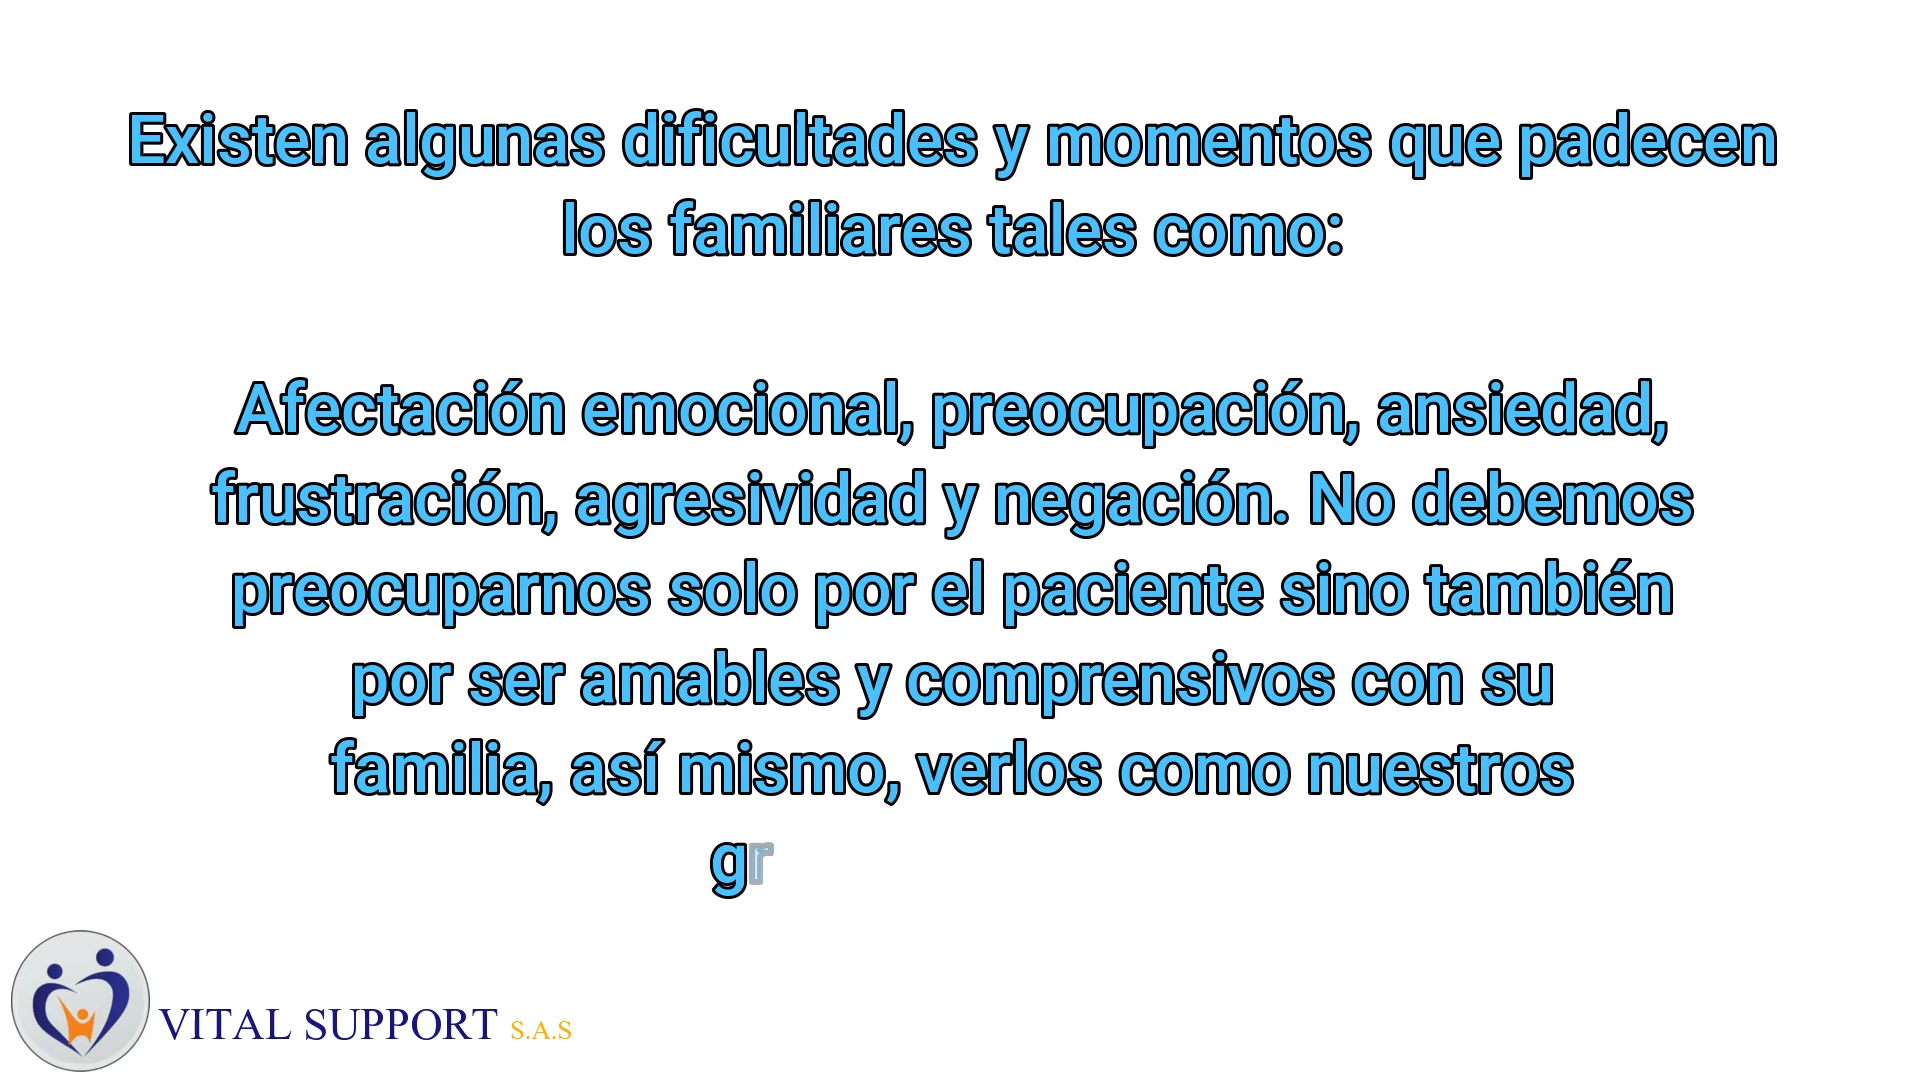 Existen algunas dificultades y momentos que padecen
los familiares tales como:
Afectación emocional, preocupación, ansiedad,
frustración, agresividad y negación. No debemos
preocuparnos solo por el paciente sino también
por ser amables y comprensivos con su
familia, así mismo, verlos como nuestros
gr
VITAL SUPPORT S.A.S